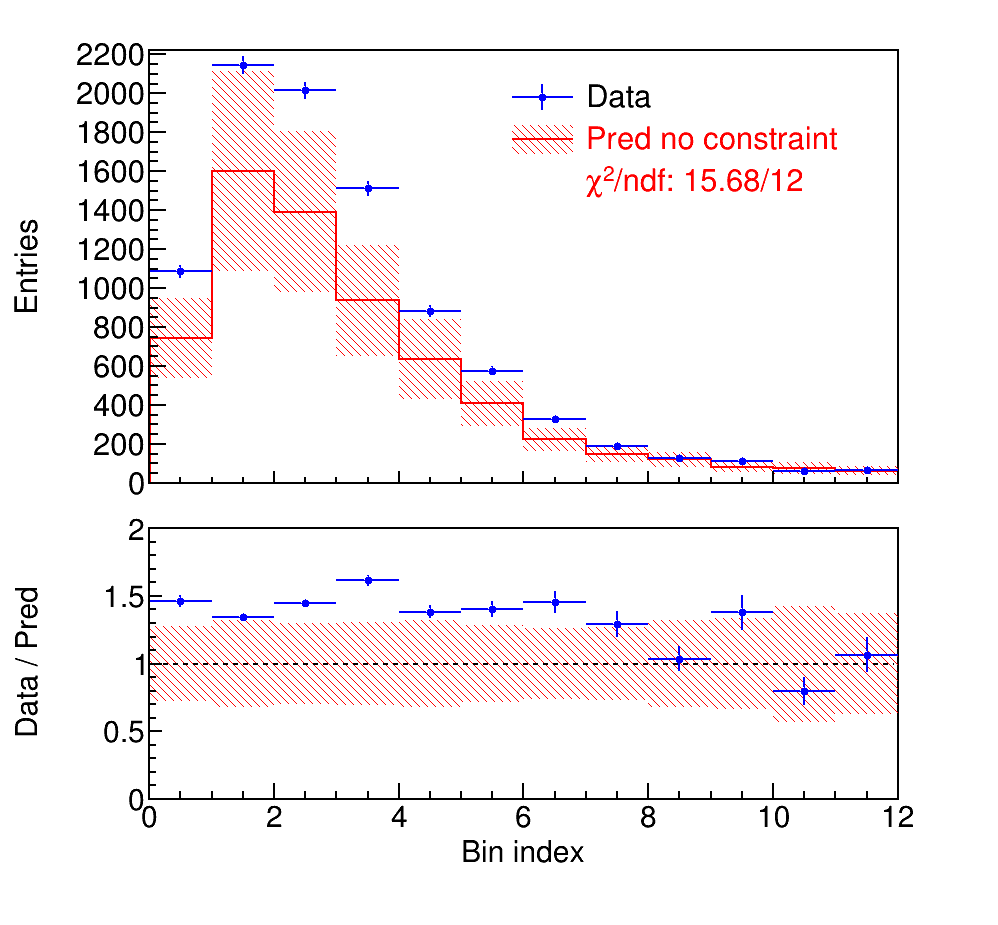 2200
2000
1800
1600
1400
1200
1000
800
600
400
200
0
Entries
Data
Pred no constraint
χ²/ndf: 15.68/12
2
1.5
1
0.5
0
Data / Pred
0 2 4 6 8 10 12
Bin index